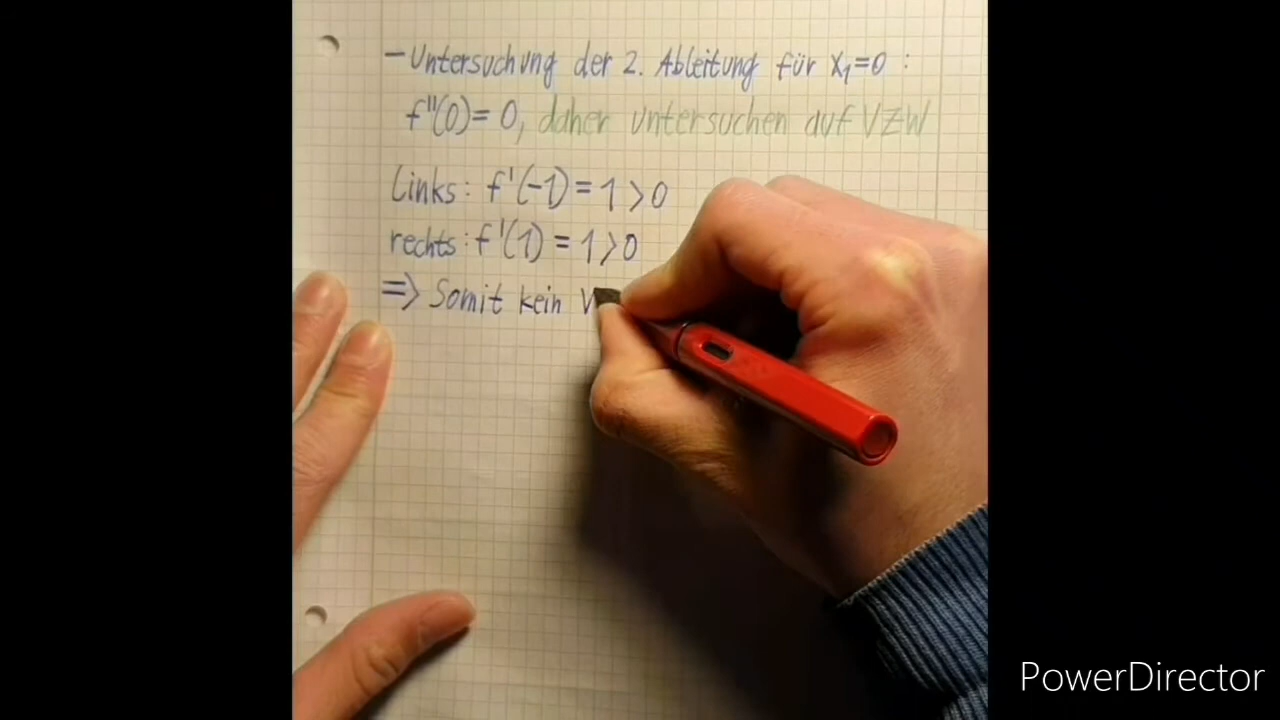 - Untersuchung der 2. Ableitung für x₁=0 :
f''(0) = 0, daher untersuchen auf VZW
links: f'(-1) = 1 > 0
rechts: f'(1) = 1 > 0
=> Somit kein V
PowerDirector